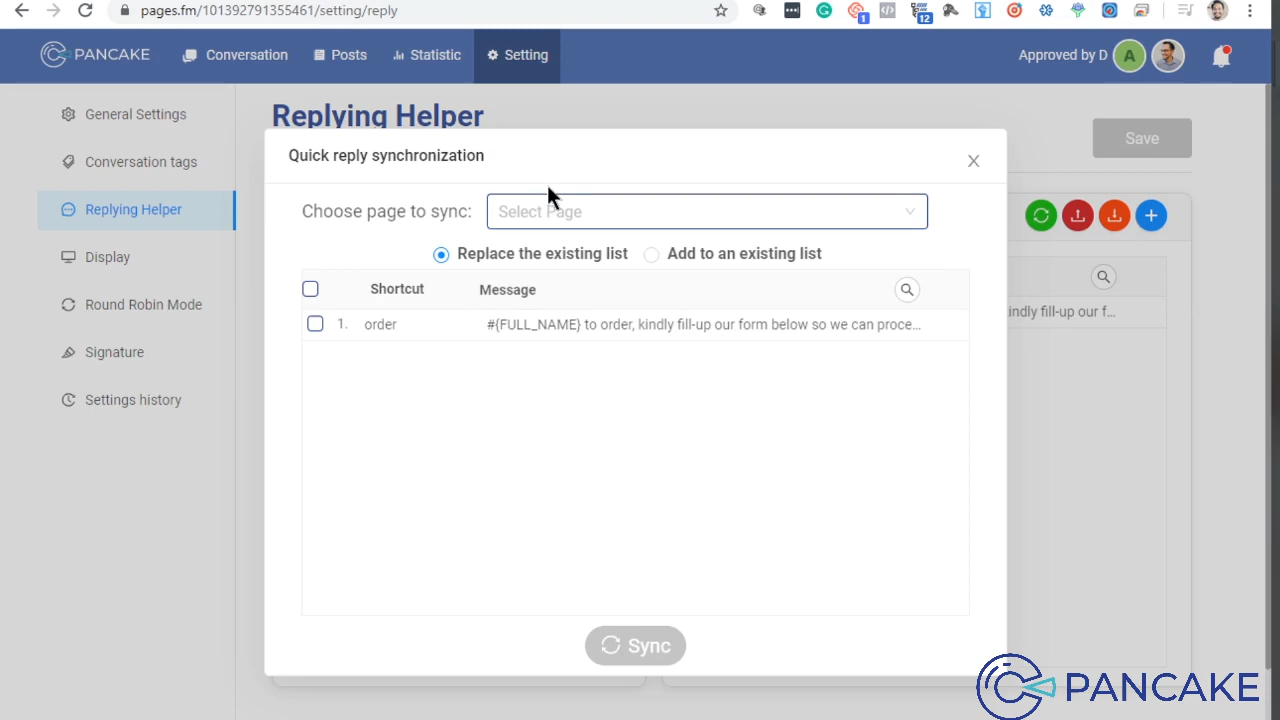 pages.fm/101392791355461/setting/reply
1
12
PANCAKE
Conversation
Posts
Statistic
Setting
Approved by D
A
General Settings
Conversation tags
Replying Helper
Display
Round Robin Mode
Signature
Settings history
Replying Helper
Save
Quick reply synchronization
Choose page to sync:
Select Page
Replace the existing list
Add to an existing list
Shortcut
Message
1.
order
#{FULL_NAME} to order, kindly fill-up our form below so we can proce...
indly fill-up our f...
Sync
PANCAKE